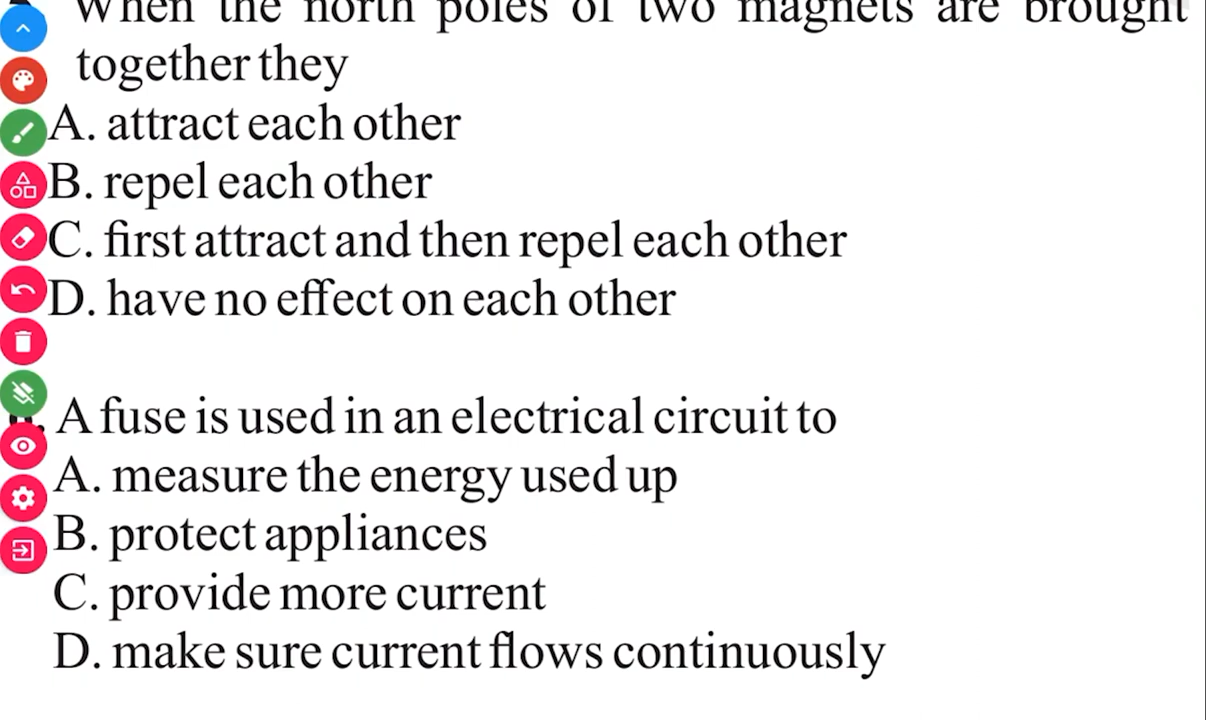 When the north poles of two magnets are brought
together they
A. attract each other
B. repel each other
C. first attract and then repel each other
D. have no effect on each other
A fuse is used in an electrical circuit to
A. measure the energy used up
B. protect appliances
C. provide more current
D. make sure current flows continuously